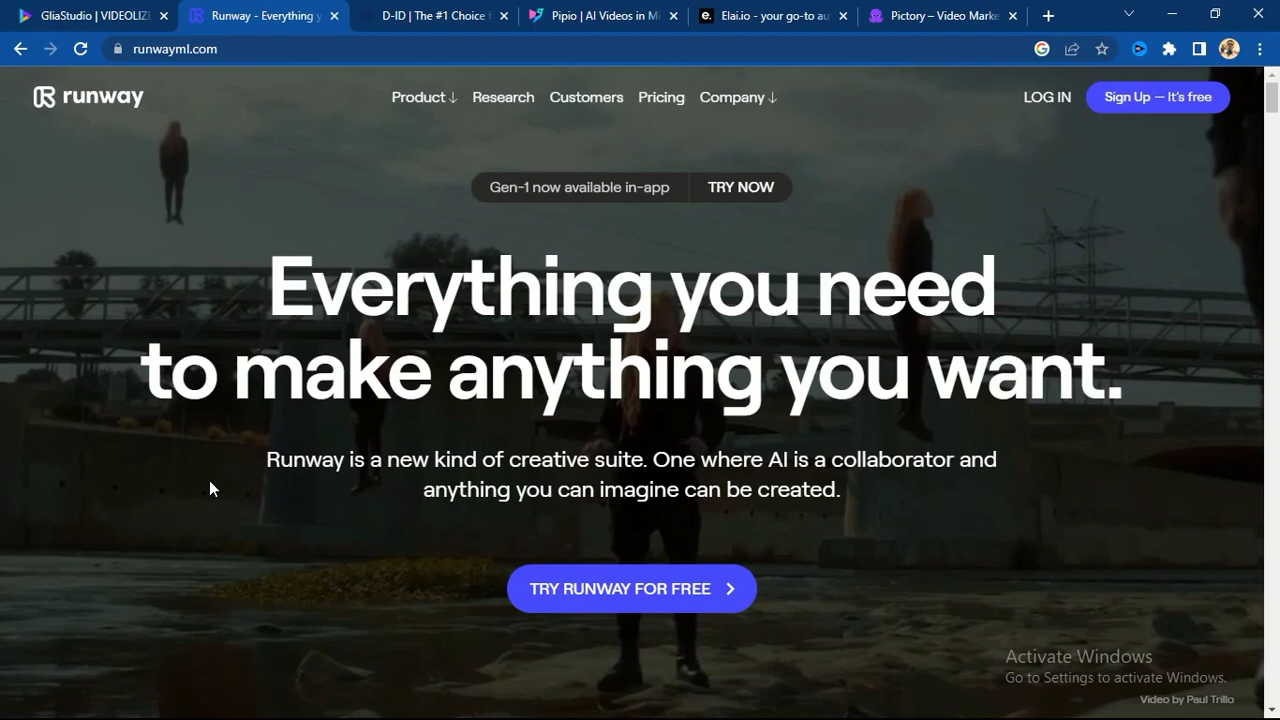 GliaStudio | VIDEOLIZE
Runway - Everything y
D-ID | The #1 Choice
Pipio | AI Videos in M
Elai.io - your go-to au
Pictory – Video Marke
runwayml.com
runway
Product
Research
Customers
Pricing
Company
LOG IN
Sign Up — It's free
Gen-1 now available in-app
TRY NOW
Everything you need
to make anything you want.
Runway is a new kind of creative suite. One where AI is a collaborator and
anything you can imagine can be created.
TRY RUNWAY FOR FREE
Activate Windows
Go to Settings to activate Windows.
Video by Paul Trillo